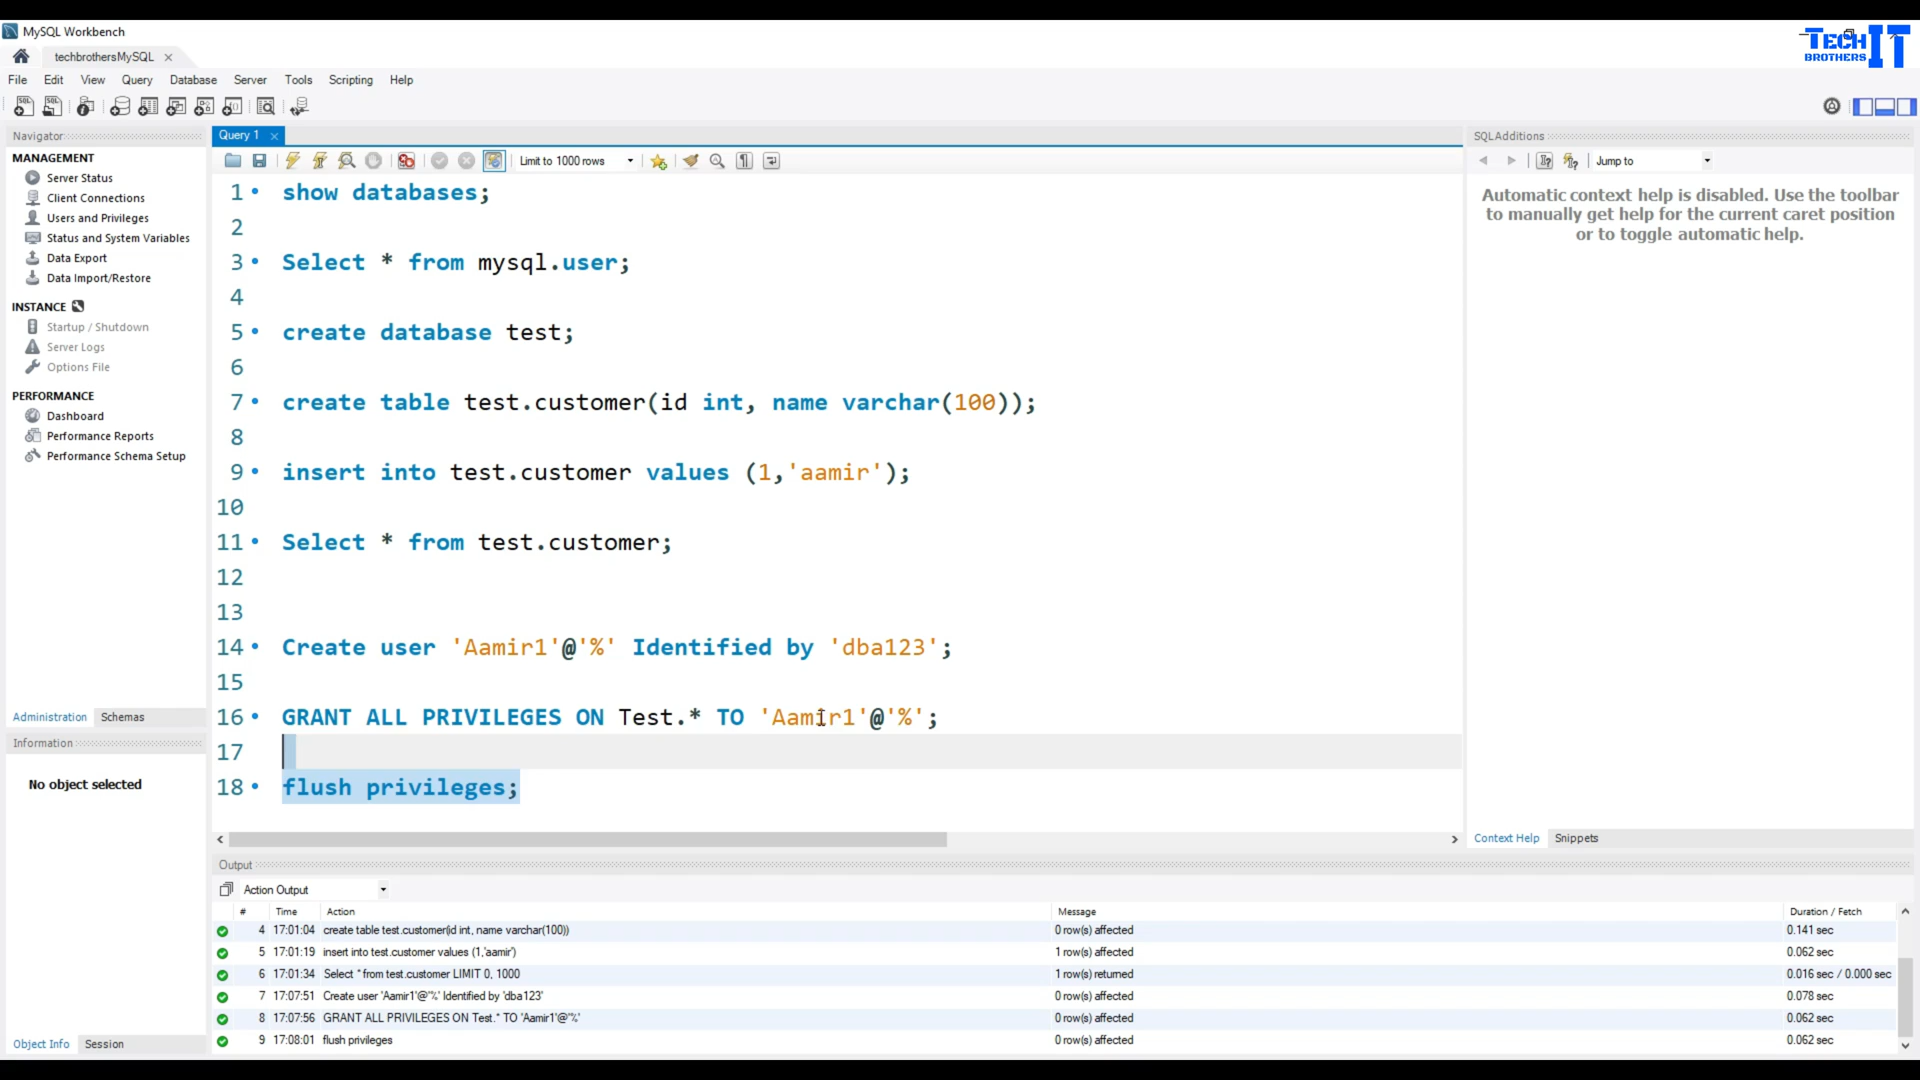 MySQL Workbench
TECH BROTHERS IT
techbrothersMySQL
File Edit View Query Database Server Tools Scripting Help
Navigator
MANAGEMENT
Server Status
Client Connections
Users and Privileges
Status and System Variables
Data Export
Data Import/Restore
INSTANCE
Startup / Shutdown
Server Logs
Options File
PERFORMANCE
Dashboard
Performance Reports
Performance Schema Setup
Administration Schemas
Information
No object selected
Object Info Session
Query 1
Limit to 1000 rows
1 show databases;
2
3 Select * from mysql.user;
4
5 create database test;
6
7 create table test.customer(id int, name varchar(100));
8
9 insert into test.customer values (1,'aamir');
10
11 Select * from test.customer;
12
13
14 Create user 'Aamir1'@'%' Identified by 'dba123';
15
16 GRANT ALL PRIVILEGES ON Test.* TO 'Aamir1'@'%';
17
18 flush privileges;
SQLAdditions
Jump to
Automatic context help is disabled. Use the toolbar
to manually get help for the current caret position
or to toggle automatic help.
Context Help Snippets
Output
Action Output
# Time Action Message Duration / Fetch
4 17:01:04 create table test.customer(id int, name varchar(100)) 0 row(s) affected 0.141 sec
5 17:01:19 insert into test.customer values (1,'aamir') 1 row(s) affected 0.062 sec
6 17:01:34 Select * from test.customer LIMIT 0, 1000 1 row(s) returned 0.016 sec / 0.000 sec
7 17:07:51 Create user 'Aamir1'@'%' Identified by 'dba123' 0 row(s) affected 0.078 sec
8 17:07:56 GRANT ALL PRIVILEGES ON Test.* TO 'Aamir1'@'%' 0 row(s) affected 0.062 sec
9 17:08:01 flush privileges 0 row(s) affected 0.062 sec